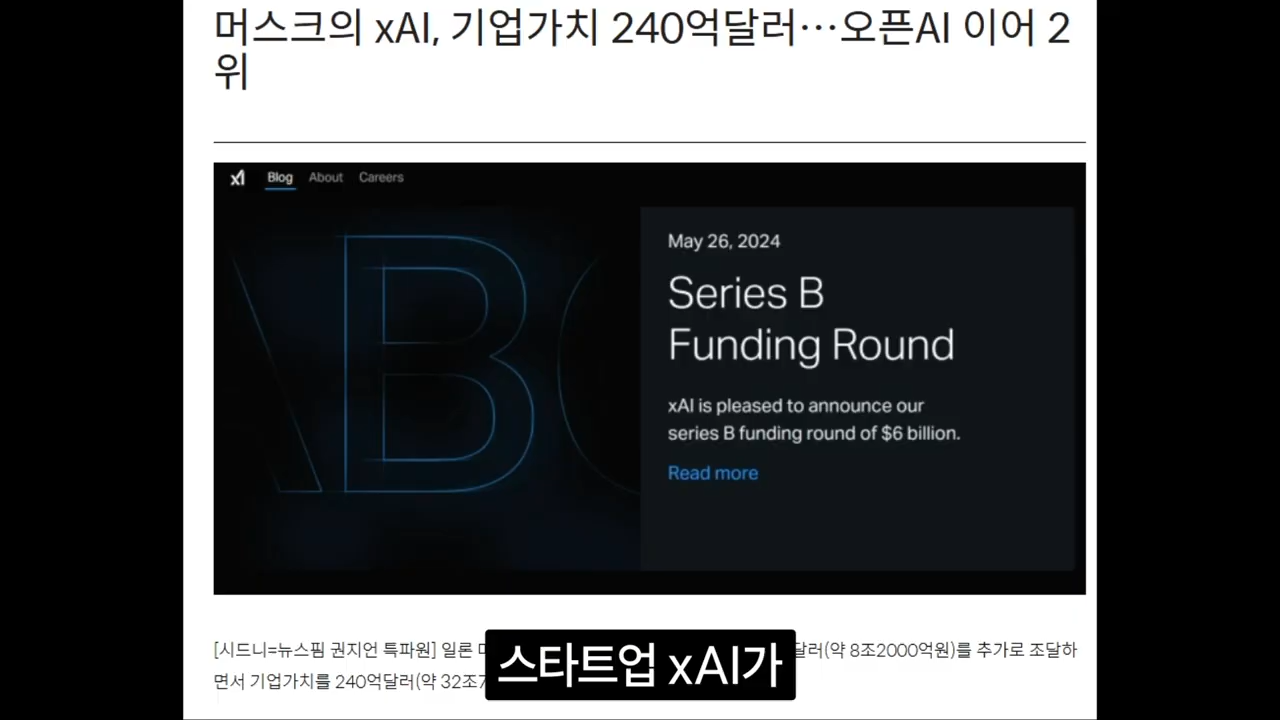 머스크의 xAI, 기업가치 240억달러…오픈AI 이어 2
위
xI Blog About Careers
May 26, 2024
Series B
Funding Round
xAI is pleased to announce our
series B funding round of $6 billion.
Read more
[시드니=뉴스핌 권지언 특파원] 일론 달러(약 8조2000억원)를 추가로 조달하
면서 기업가치를 240억달러(약 32조
스타트업 xAI가